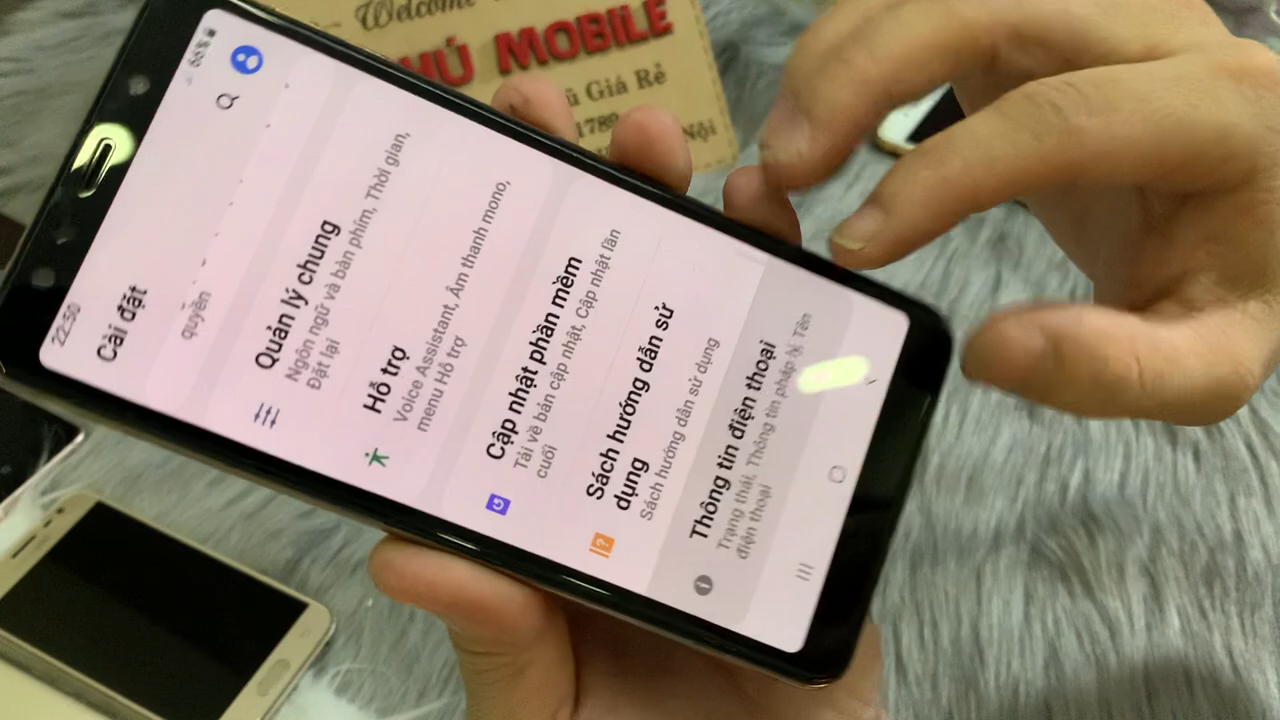 22:50
66%
Cài đặt
quyền
Quản lý chung
Ngôn ngữ và bàn phím, Thời gian,
Đặt lại
Hỗ trợ
Voice Assistant, Âm thanh mono,
menu Hỗ trợ
Cập nhật phần mềm
Tải về bản cập nhật, Cập nhật lần
cuối
Sách hướng dẫn sử
dụng
Sách hướng dẫn sử dụng
Thông tin điện thoại
Trạng thái, Thông tin pháp lý, Tên
điện thoại
Welcome
HÚ MOBILE
ũ Giá Rẻ
1789
Nội